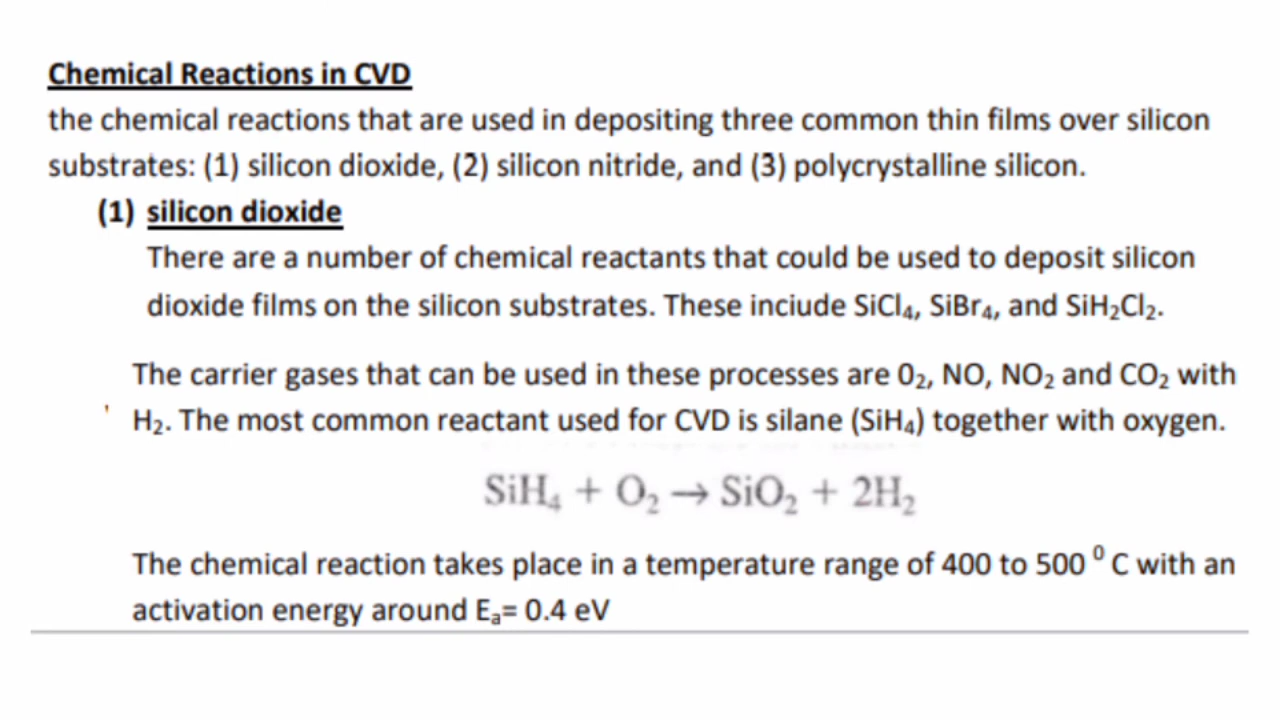 Chemical Reactions in CVD
the chemical reactions that are used in depositing three common thin films over silicon
substrates: (1) silicon dioxide, (2) silicon nitride, and (3) polycrystalline silicon.
(1) silicon dioxide
There are a number of chemical reactants that could be used to deposit silicon
dioxide films on the silicon substrates. These inciude SiCl₄, SiBr₄, and SiH₂Cl₂.
The carrier gases that can be used in these processes are 0₂, NO, NO₂ and CO₂ with
H₂. The most common reactant used for CVD is silane (SiH₄) together with oxygen.
SiH₄ + O₂ → SiO₂ + 2H₂
The chemical reaction takes place in a temperature range of 400 to 500 ⁰ C with an
activation energy around Eₐ= 0.4 eV